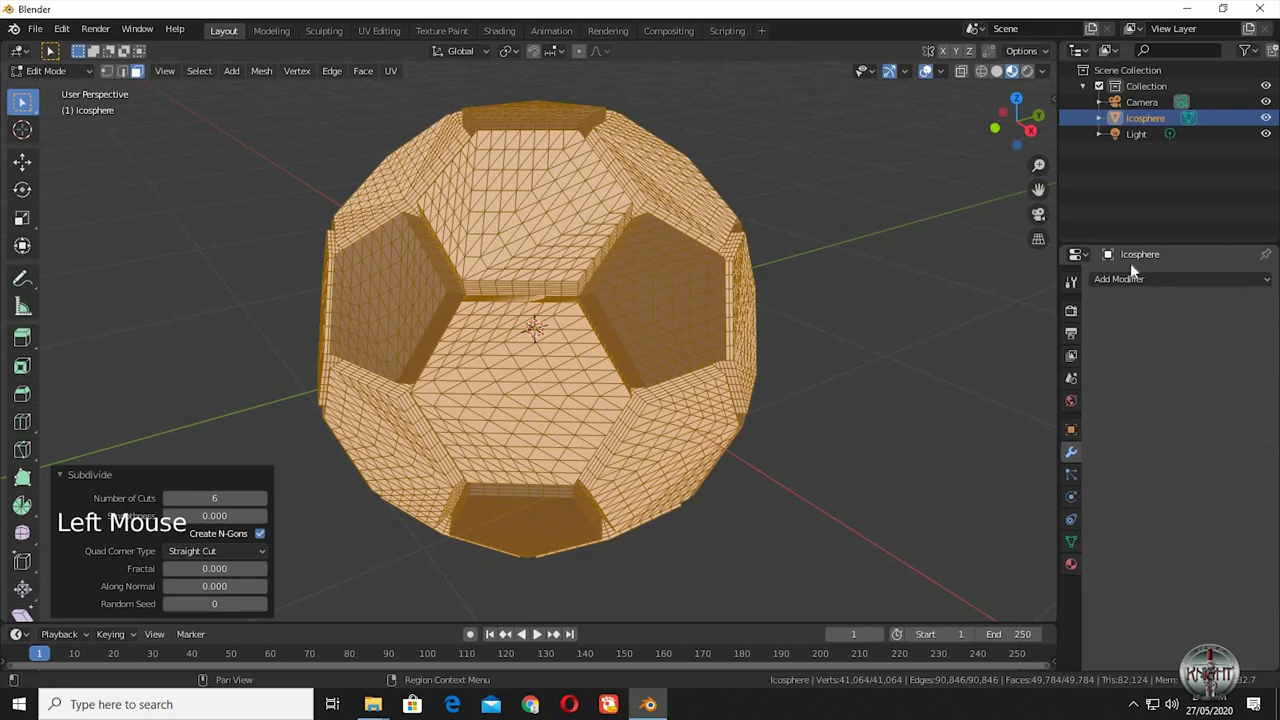 Blender
File Edit Render Window Help
Layout Modeling Sculpting UV Editing Texture Paint Shading Animation Rendering Compositing Scripting +
Scene
View Layer
Global
X Y Z Options
Edit Mode View Select Add Mesh Vertex Edge Face UV
User Perspective
(1) Icosphere
Z
Y
X
Scene Collection
Collection
Camera
Icosphere
Light
Icosphere
Add Modifier
Subdivide
Number of Cuts 6
0.000
Create N-Gons
Quad Corner Type Straight Cut
Fractal 0.000
Along Normal 0.000
Random Seed 0
Left Mouse
Playback Keying View Marker
1 Start 1 End 250
1 10 20 30 40 50 60 70 80 90 100 110 120 130 140 150 160 170 180 190 200 210 220 230 240 250
Pan View Region Context Menu
Icosphere | Verts:41,064/41,064 | Edges:90,846/90,846 | Faces:49,784/49,784 | Tris:82,124 | Mem:
KNIGHT
Type here to search
27/05/2020